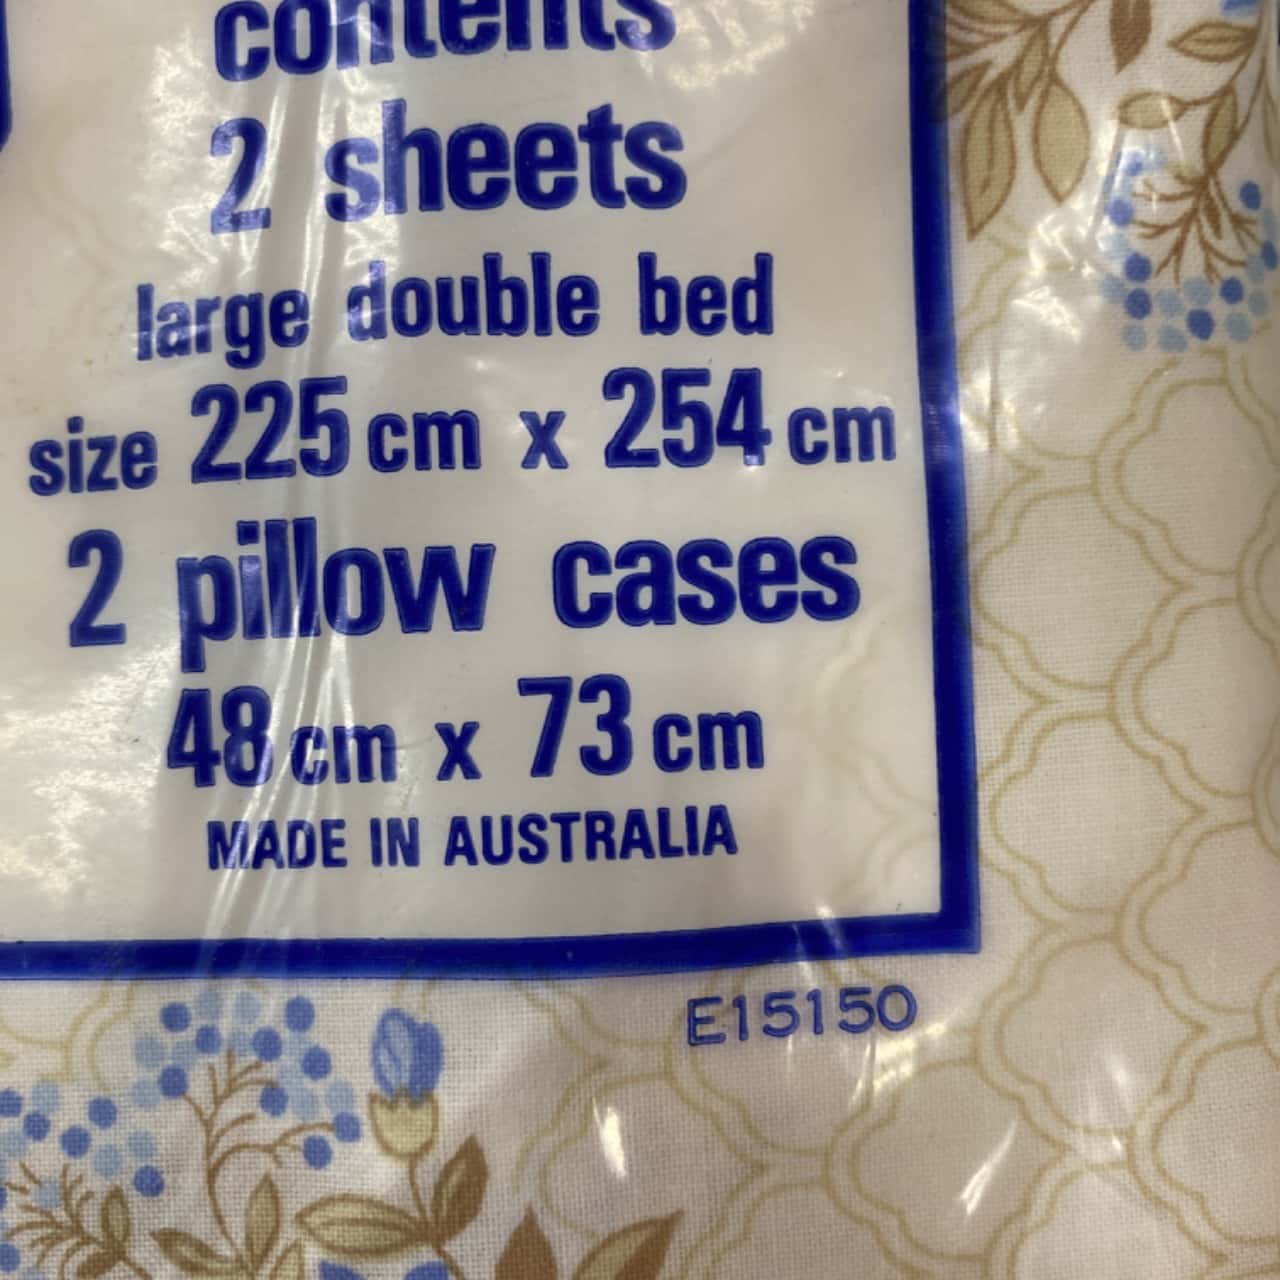 contents
2 sheets
large double bed
size 225 cm x 254 cm
2 pillow cases
48 cm x 73 cm
MADE IN AUSTRALIA
E15150